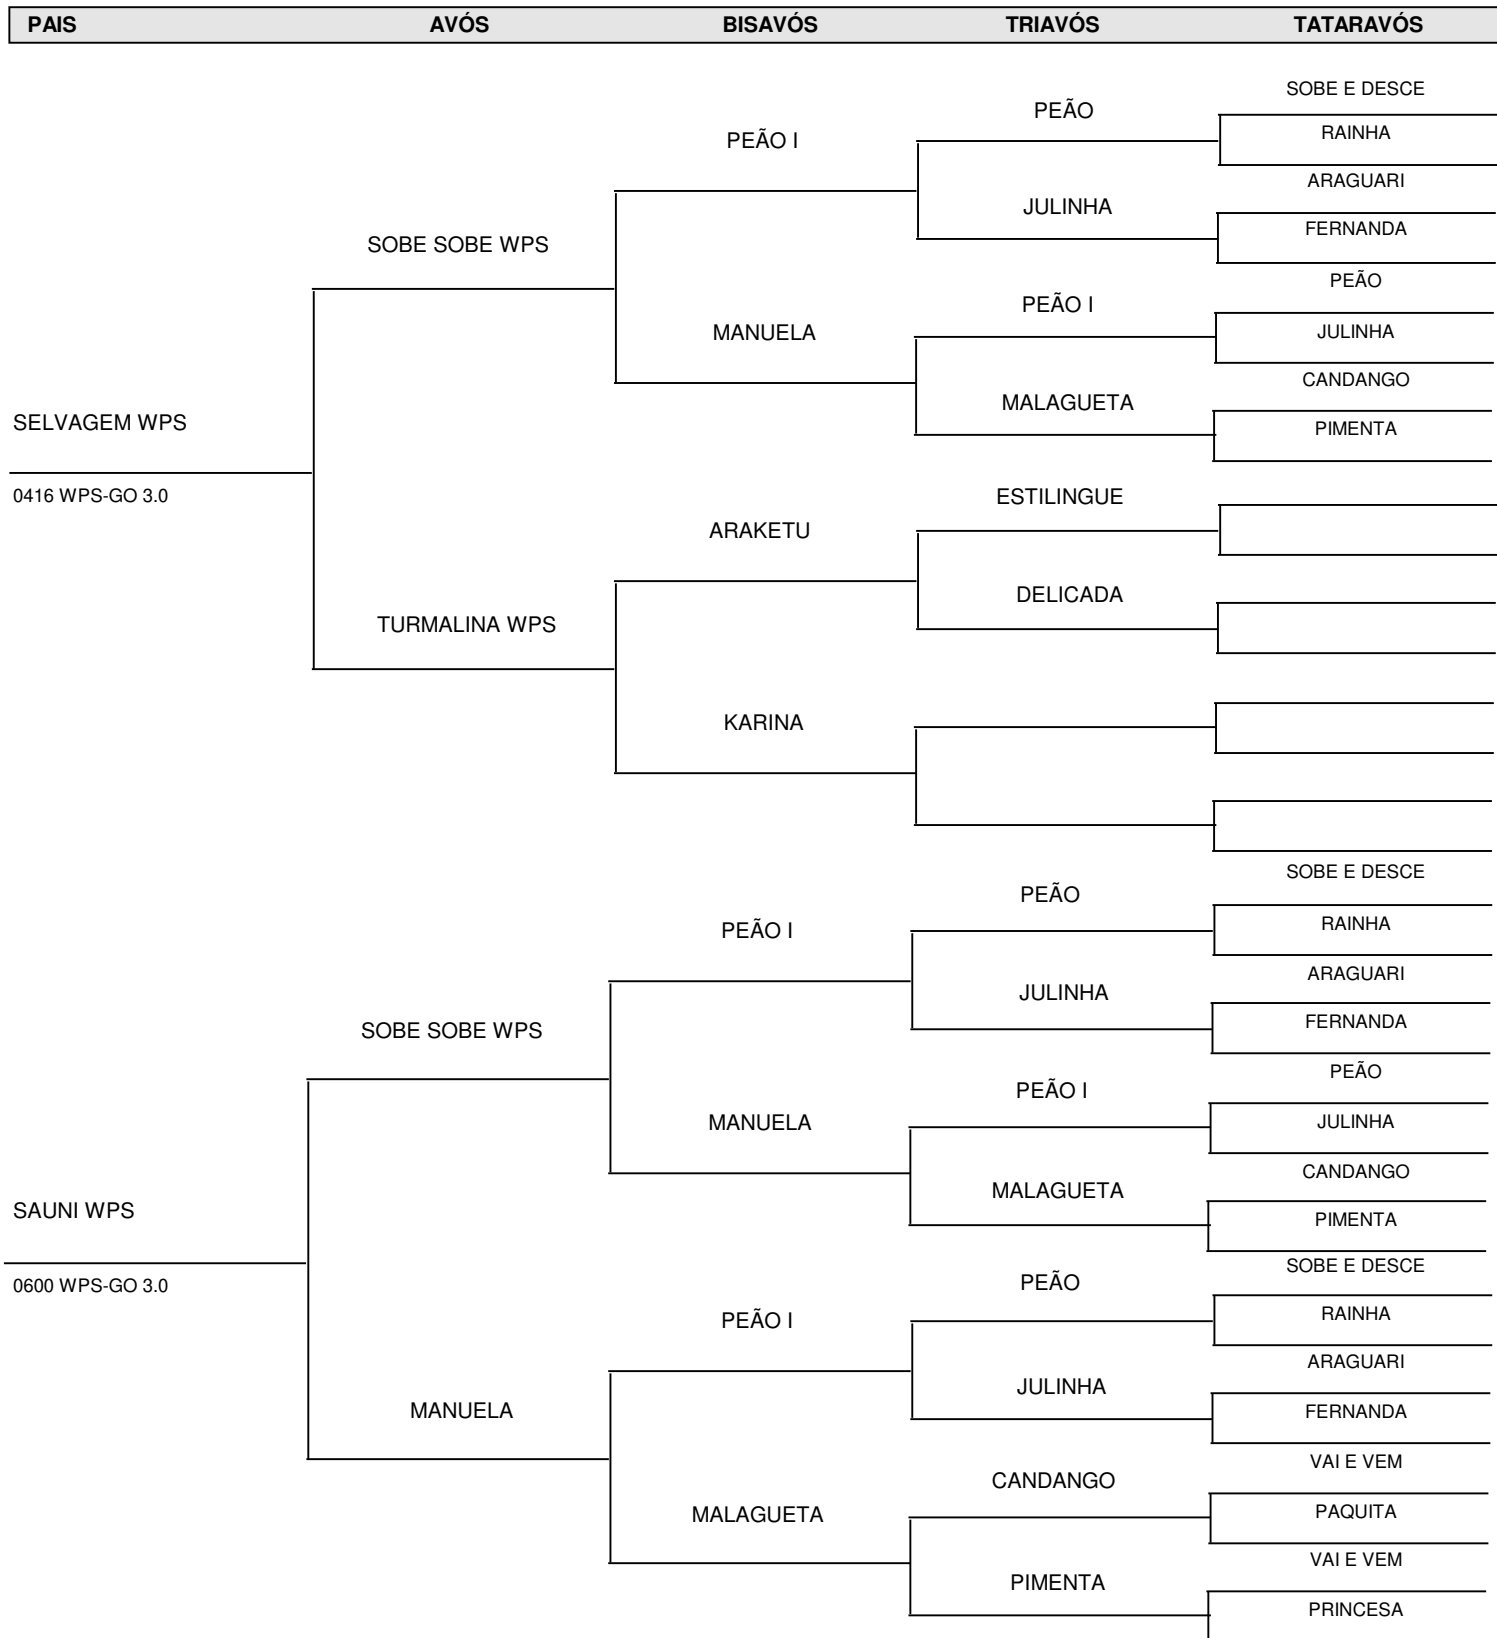 PAIS AVÓS BISAVÓS TRIAVÓS TATARAVÓS
SOBE E DESCE
PEÃO
RAINHA
PEÃO I
ARAGUARI
JULINHA
FERNANDA
SOBE SOBE WPS
PEÃO
PEÃO I
JULINHA
MANUELA
CANDANGO
MALAGUETA
SELVAGEM WPS
PIMENTA
0416 WPS-GO 3.0
ESTILINGUE
ARAKETU
DELICADA
TURMALINA WPS
KARINA
SOBE E DESCE
PEÃO
RAINHA
PEÃO I
ARAGUARI
JULINHA
FERNANDA
SOBE SOBE WPS
PEÃO
PEÃO I
JULINHA
MANUELA
CANDANGO
MALAGUETA
SAUNI WPS
PIMENTA
SOBE E DESCE
0600 WPS-GO 3.0
PEÃO
RAINHA
PEÃO I
ARAGUARI
JULINHA
MANUELA
FERNANDA
VAI E VEM
CANDANGO
PAQUITA
MALAGUETA
VAI E VEM
PIMENTA
PRINCESA